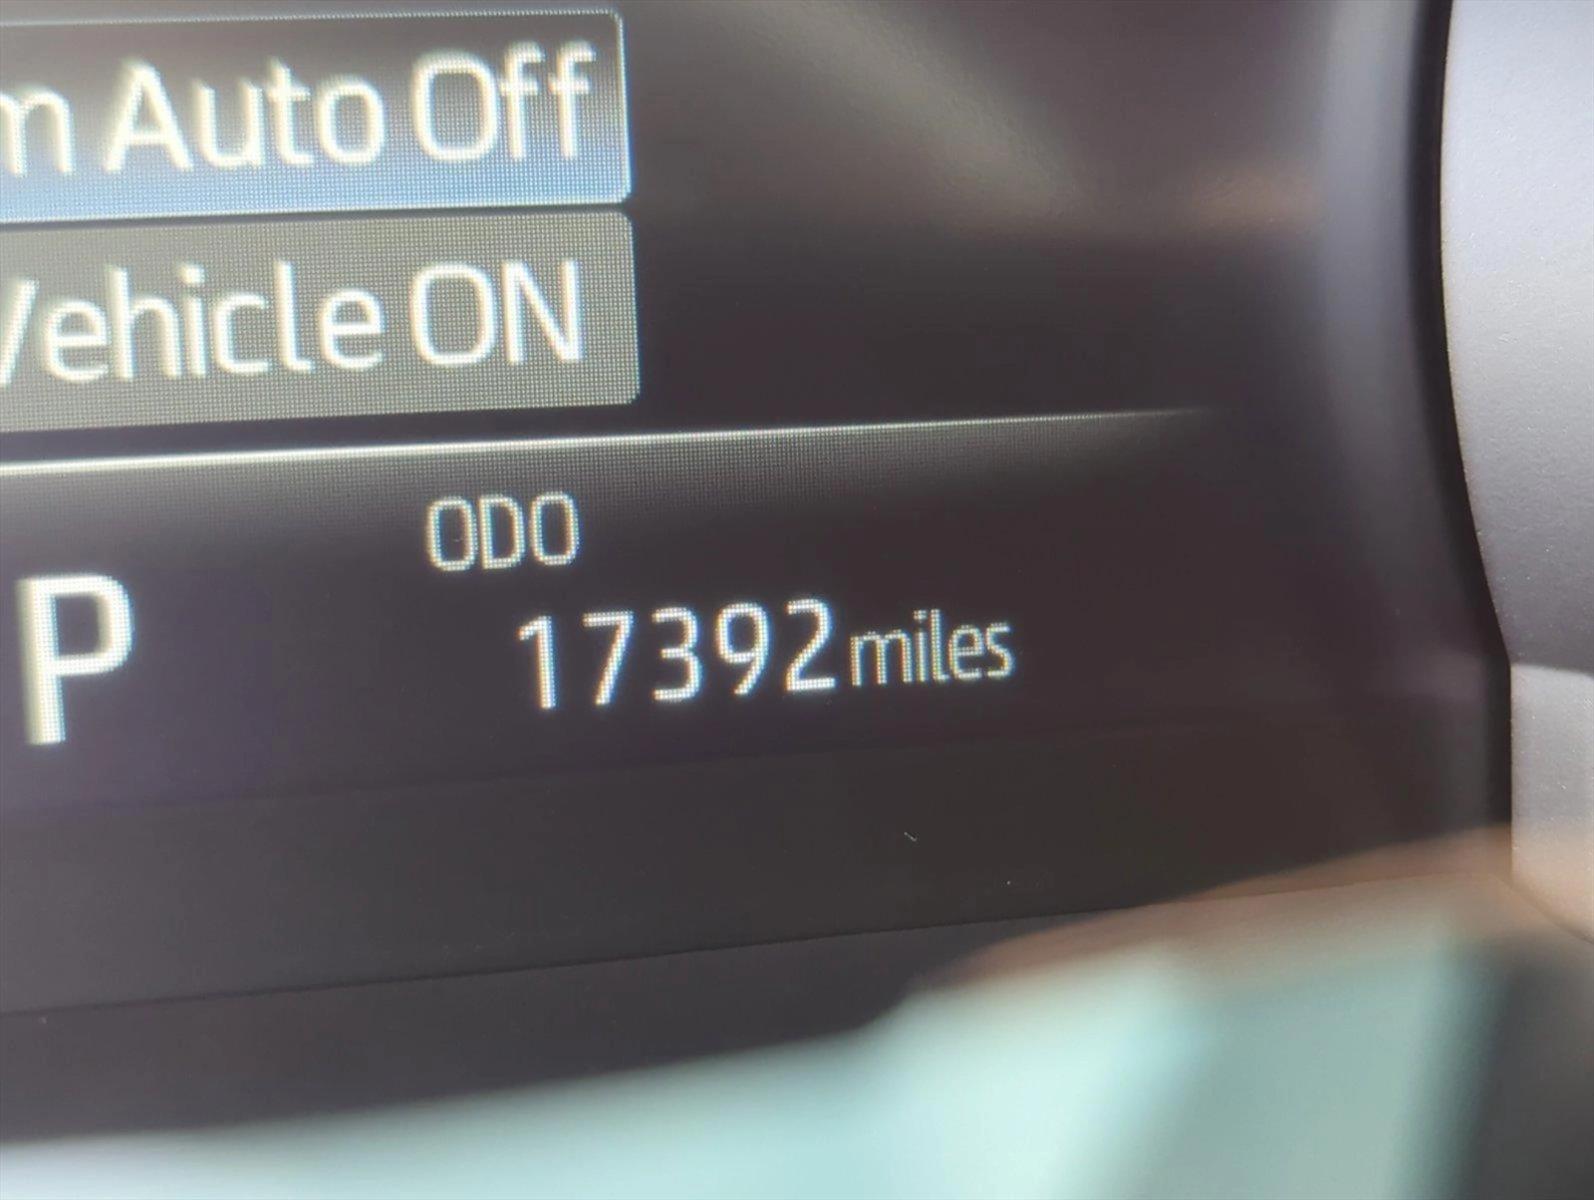 m Auto Off
Vehicle ON
ODO
P
17392 miles